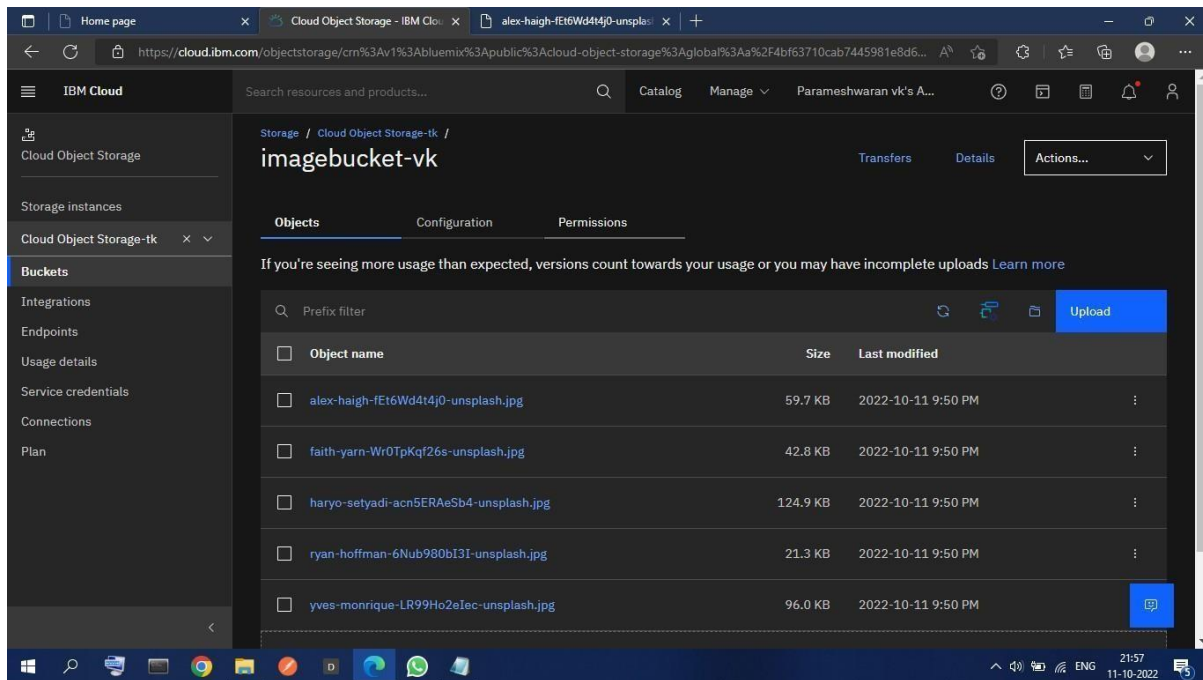 Home page
Cloud Object Storage - IBM Clou
alex-haigh-fEt6Wd4t4j0-unsplas
https://cloud.ibm.com/objectstorage/crn%3Av1%3Abluemix%3Apublic%3Acloud-object-storage%3Aglobal%3Aa%2F4bf63710cab7445981e8d6...
IBM Cloud
Search resources and products...
Catalog
Manage
Parameshwaran vk's A...
Cloud Object Storage
Storage instances
Cloud Object Storage-tk
Buckets
Integrations
Endpoints
Usage details
Service credentials
Connections
Plan
Storage / Cloud Object Storage-tk /
imagebucket-vk
Transfers
Details
Actions...
Objects
Configuration
Permissions
If you're seeing more usage than expected, versions count towards your usage or you may have incomplete uploads Learn more
Prefix filter
Upload
Object name Size Last modified
alex-haigh-fEt6Wd4t4j0-unsplash.jpg 59.7 KB 2022-10-11 9:50 PM
faith-yarn-Wr0TpKqf26s-unsplash.jpg 42.8 KB 2022-10-11 9:50 PM
haryo-setyadi-acn5ERAeSb4-unsplash.jpg 124.9 KB 2022-10-11 9:50 PM
ryan-hoffman-6Nub980bI3I-unsplash.jpg 21.3 KB 2022-10-11 9:50 PM
yves-monrique-LR99Ho2eIec-unsplash.jpg 96.0 KB 2022-10-11 9:50 PM
D
ENG
21:57
11-10-2022
5